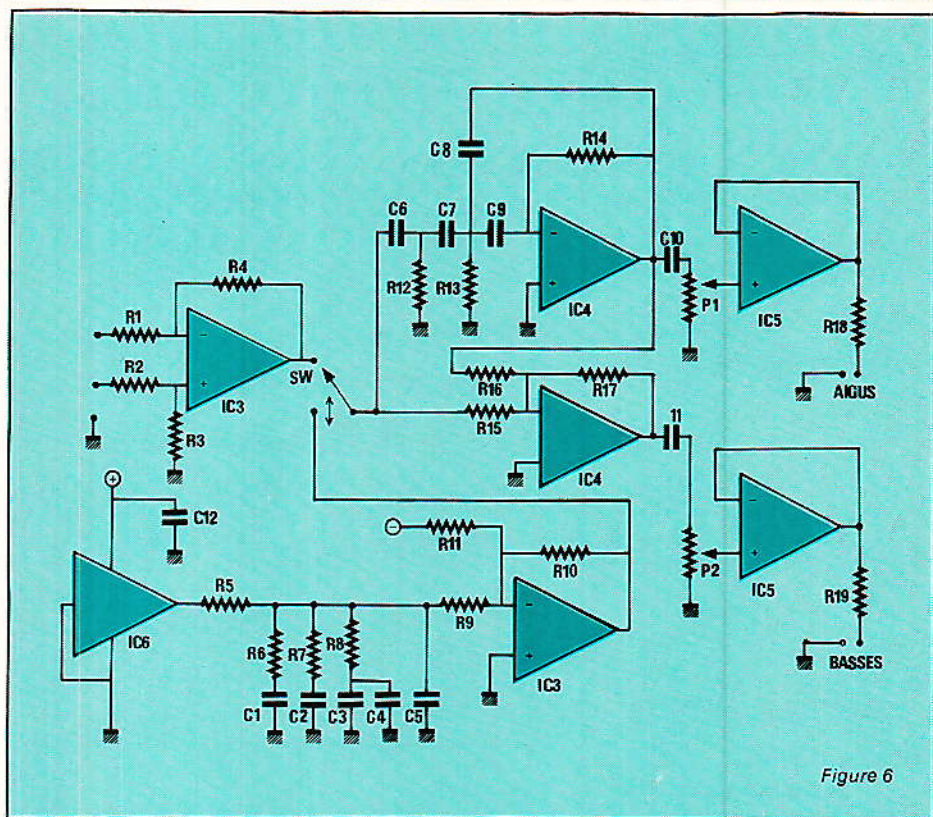 C8
R14
C6
C7
C9
−
+
IC4
R12
R13
C10
P1
−
+
IC5
R18
AIGUS
R4
R1
R2
−
+
IC3
R3
SW
R16
R15
R17
−
+
IC4
11
P2
−
+
IC5
R19
BASSES
+
C12
IC6
R5
−
R11
R10
R9
−
+
IC3
R6
R7
R8
C1
C2
C3
C4
C5
Figure 6